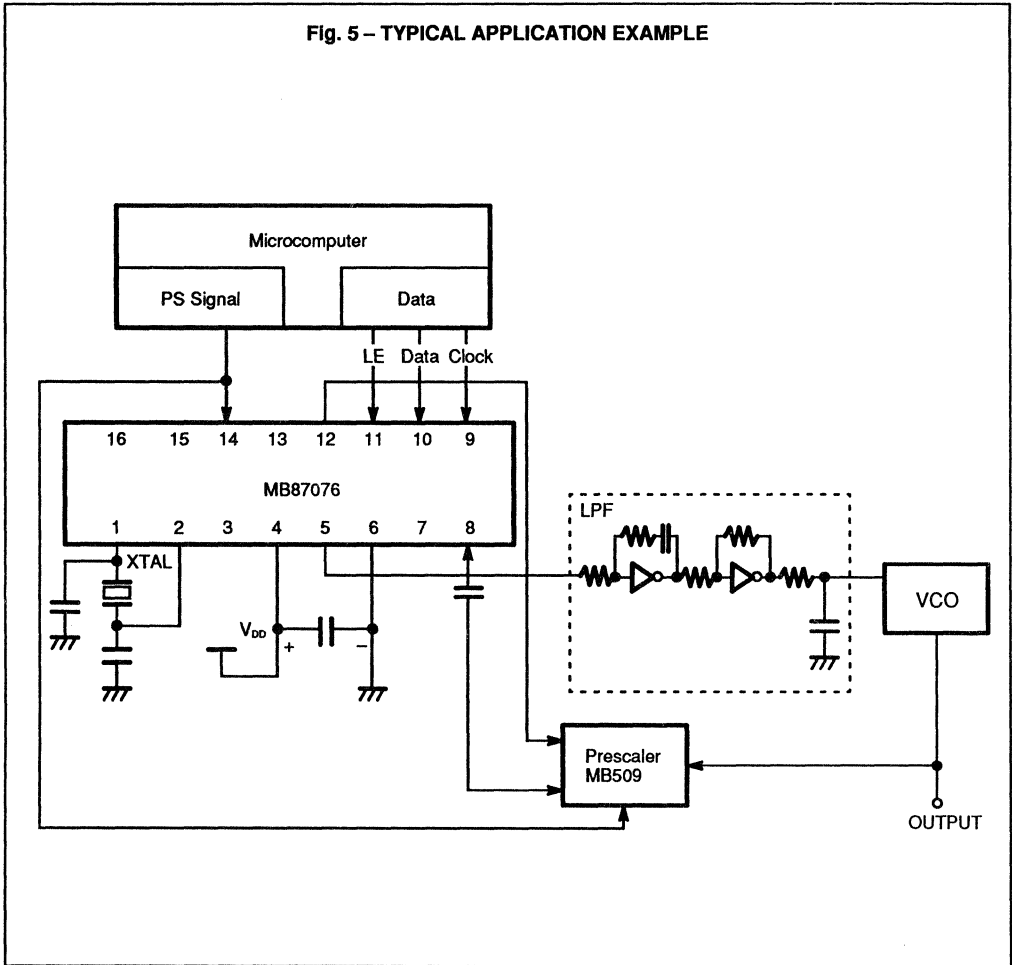 Fig. 5 – TYPICAL APPLICATION EXAMPLE
Microcomputer
PS Signal
Data
LE Data Clock
16 15 14 13 12 11 10 9
MB87076
1 2 3 4 5 6 7 8
XTAL
LPF
VDD
+ −
VCO
Prescaler
MB509
OUTPUT